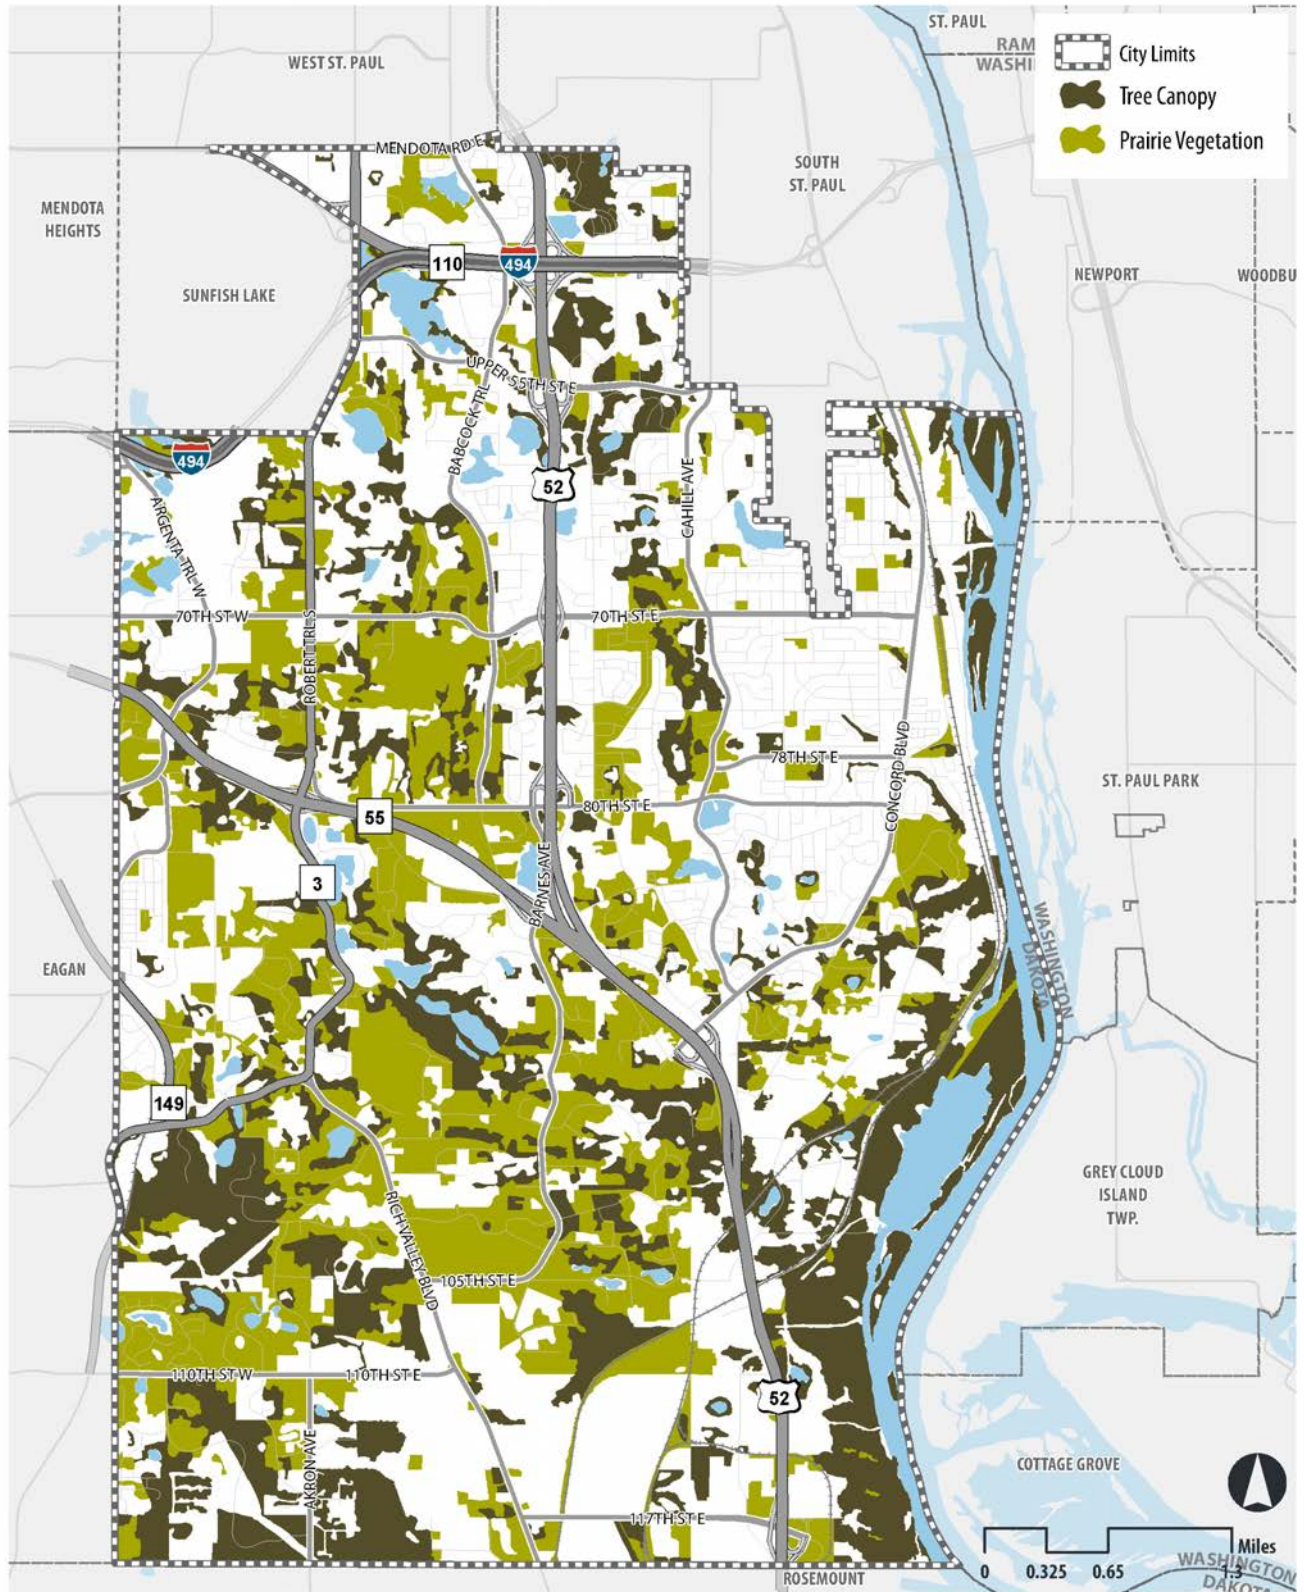 ST. PAUL
RAM
WASHI
City Limits
Tree Canopy
Prairie Vegetation
WEST ST. PAUL
MENDOTA RD E
SOUTH
ST. PAUL
MENDOTA
HEIGHTS
110
494
NEWPORT
WOODBU
SUNFISH LAKE
UPPER 55TH ST E
BABCOCK TRL
494
52
CAHILL AVE
ARGENTA TRL W
70TH ST W
70TH ST E
ROBERT TRL S
CONCORD BLVD
78TH ST E
ST. PAUL PARK
80TH ST E
55
3
BARNES AVE
WASHINGTON
DAKOTA
EAGAN
149
GREY CLOUD
ISLAND
TWP.
RICH VALLEY BLVD
105TH ST E
110TH ST W
110TH ST E
52
AKRON AVE
COTTAGE GROVE
117TH ST E
Miles
0 0.325 0.65 1.3
WASHINGTON
DAKOTA
ROSEMOUNT